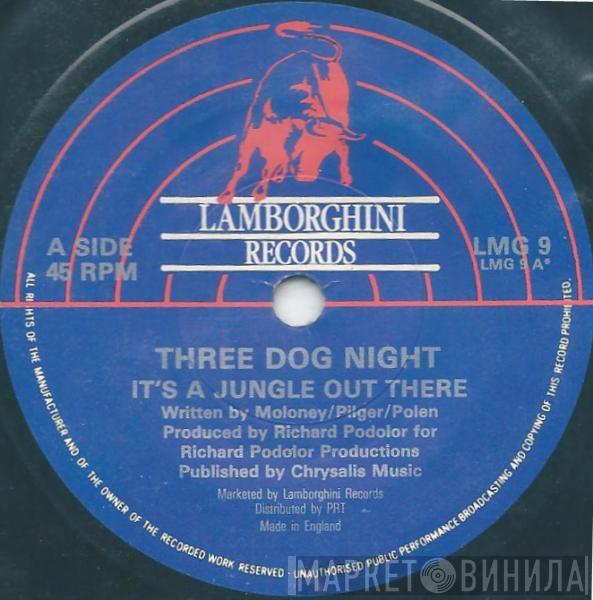 LAMBORGHINI
RECORDS
A SIDE
45 RPM
LMG 9
LMG 9 A*
THREE DOG NIGHT
IT'S A JUNGLE OUT THERE
Written by Moloney/Pilger/Polen
Produced by Richard Podolor for
Richard Podolor Productions
Published by Chrysalis Music
Marketed by Lamborghini Records
Distributed by PRT
Made in England
ALL RIGHTS OF THE MANUFACTURER AND OF THE OWNER OF THE RECORDED WORK RESERVED · UNAUTHORISED PUBLIC PERFORMANCE BROADCASTING AND COPYING OF THIS RECORD PROHIBITED.
МАРКЕТ ВИНИЛА